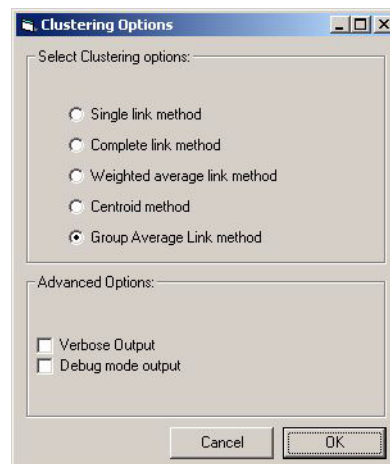 Clustering Options
Select Clustering options:
Single link method
Complete link method
Weighted average link method
Centroid method
Group Average Link method
Advanced Options:
Verbose Output
Debug mode output
Cancel
OK